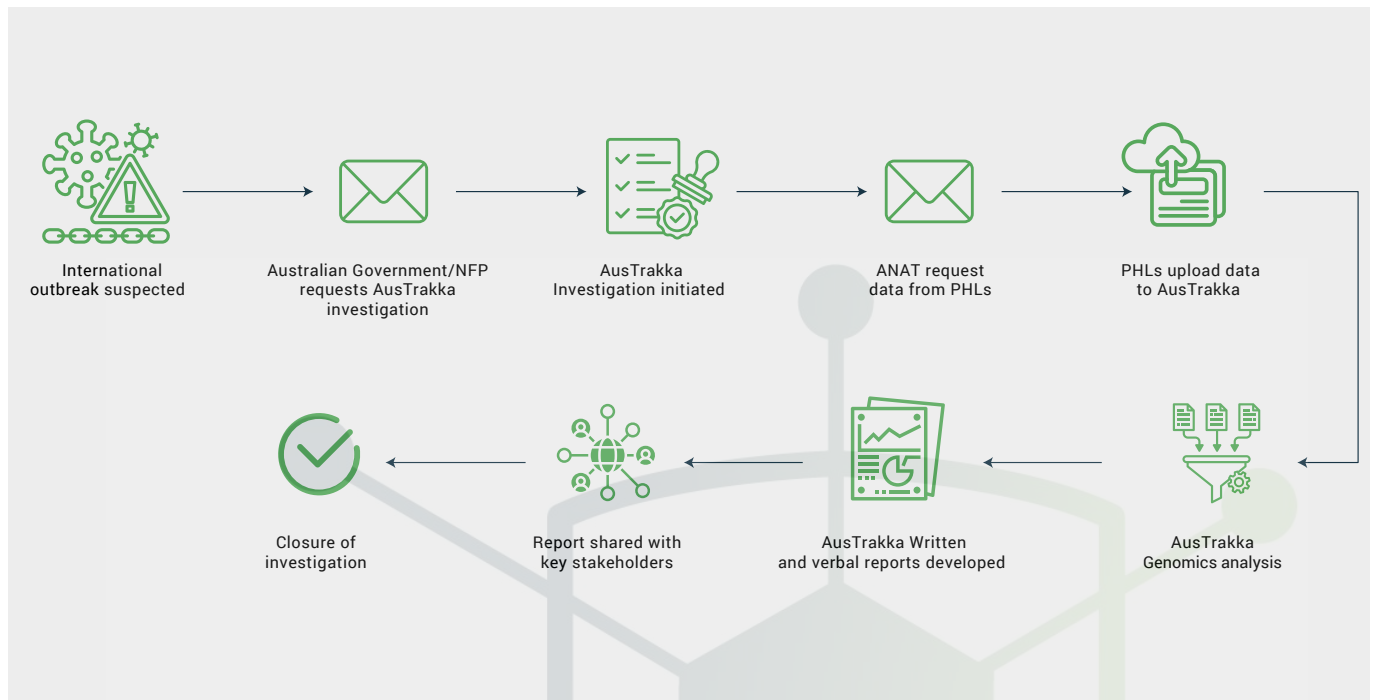 International
outbreak suspected
Australian Government/NFP
requests AusTrakka
investigation
AusTrakka
Investigation initiated
ANAT request
data from PHLs
PHLs upload data
to AusTrakka
AusTrakka
Genomics analysis
AusTrakka Written
and verbal reports developed
Report shared with
key stakeholders
Closure of
investigation